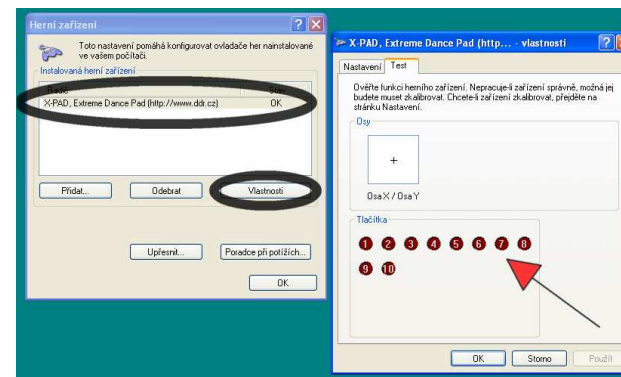 Herní zařízení
Toto nastavení pomáhá konfigurovat ovladače her nainstalované
ve vašem počítači.
Instalovaná herní zařízení
Řadič Stav
X-PAD, Extreme Dance Pad (http://www.ddr.cz) OK
Přidat... Odebrat Vlastnosti
Upřesnit... Poradce při potížích...
OK
X-PAD, Extreme Dance Pad (http... - vlastnosti
Nastavení Test
Ověřte funkci herního zařízení. Nepracuje-li zařízení správně, možná jej
budete muset zkalibrovat. Chcete-li zařízení zkalibrovat, přejděte na
stránku Nastavení.
Osy
Osa X / Osa Y
Tlačítka
1 2 3 4 5 6 7 8
9 10
OK Storno Použít